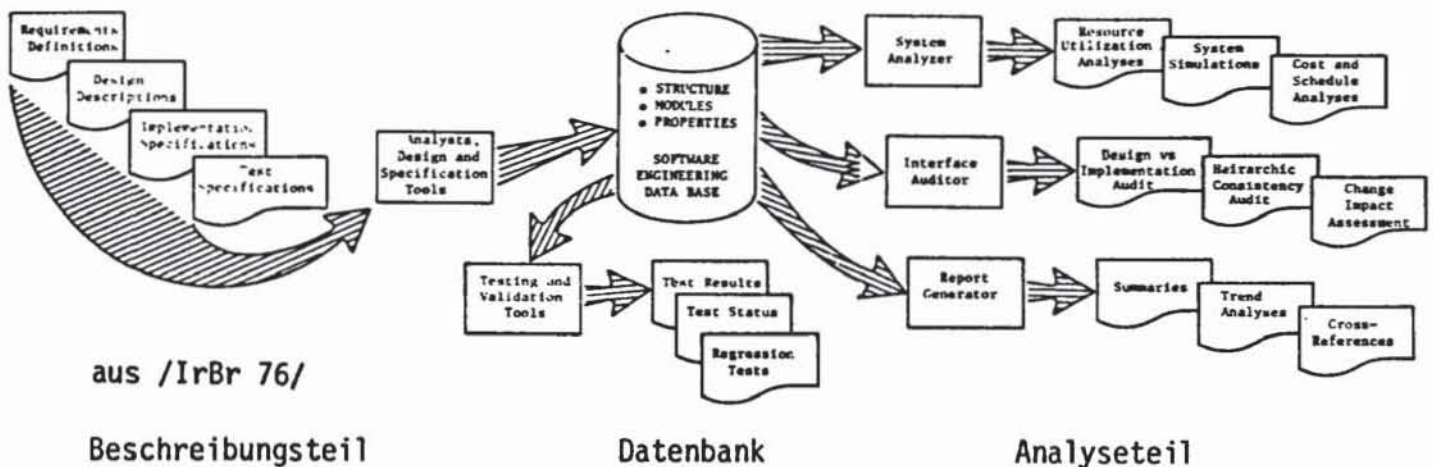 Requirements
Definitions
Design
Descriptions
Implementation
Specifications
Test
Specifications
Analysts,
Design and
Specification
Tools
• STRUCTURE
• MODULES
• PROPERTIES
SOFTWARE
ENGINEERING
DATA BASE
Testing and
Validation
Tools
Test Results
Test Status
Regression
Tests
System
Analyzer
Resource
Utilization
Analyses
System
Simulations
Cost and
Schedule
Analyses
Interface
Auditor
Design vs
Implementation
Audit
Heirarchic
Consistency
Audit
Change
Impact
Assessment
Report
Generator
Summaries
Trend
Analyses
Cross-
References
aus /IrBr 76/
Beschreibungsteil
Datenbank
Analyseteil